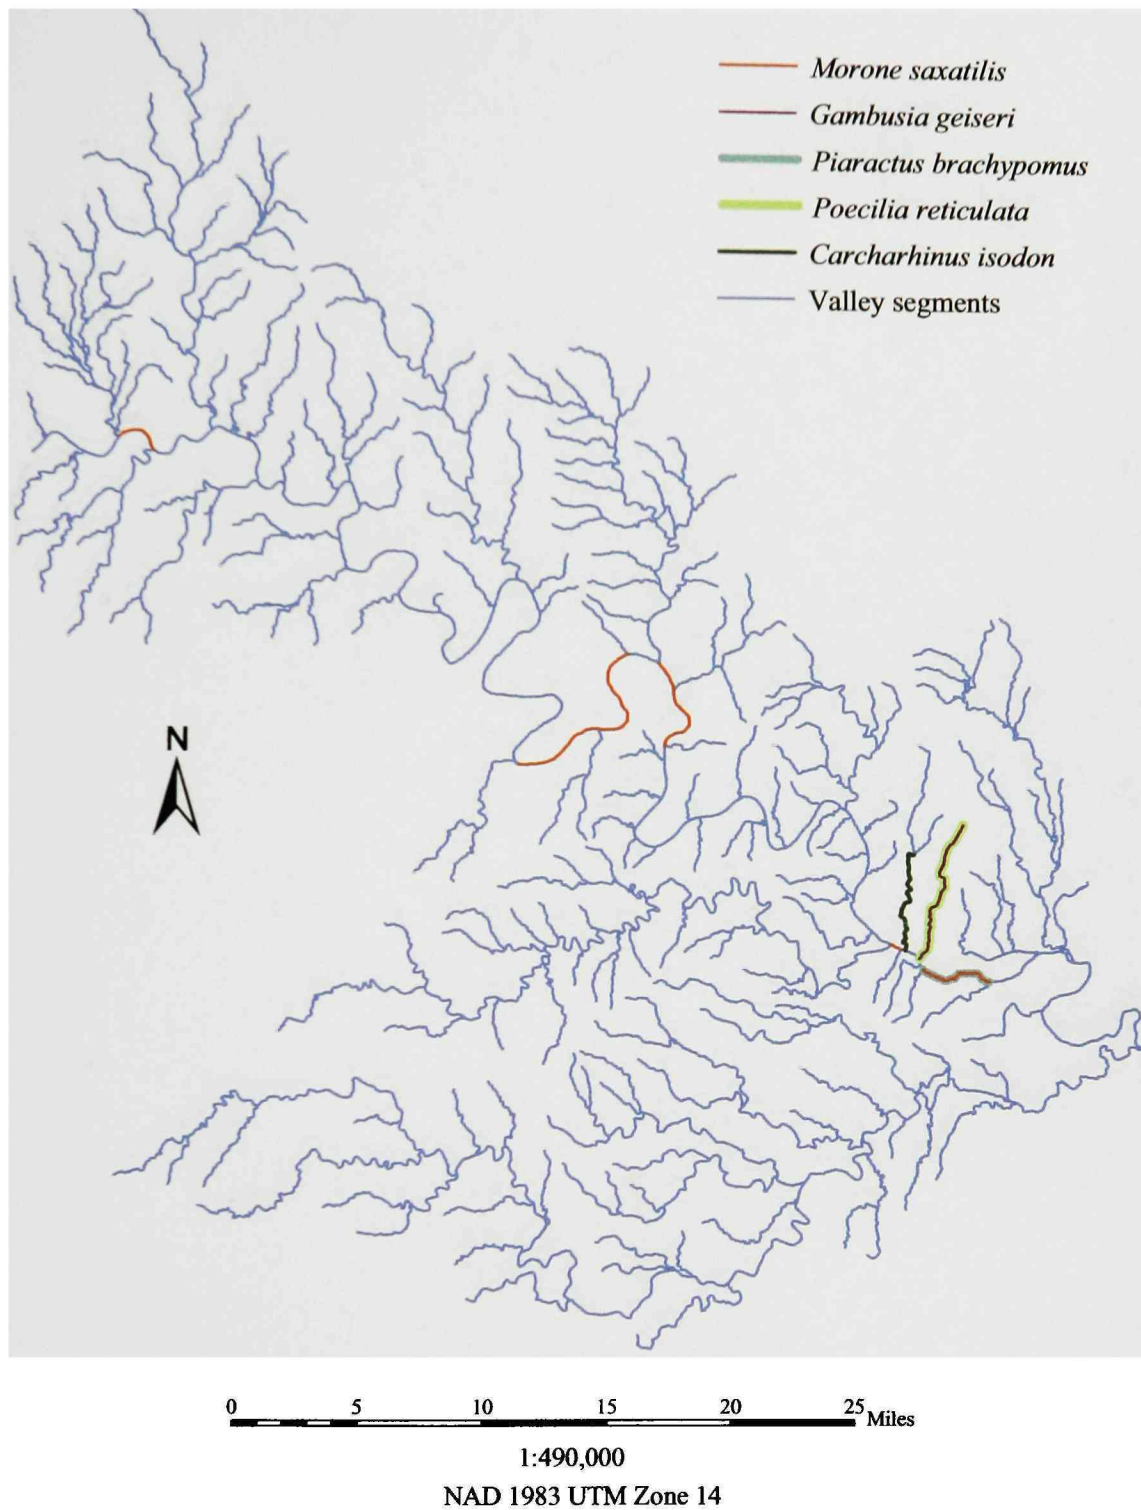 Morone saxatilis
Gambusia geiseri
Piaractus brachypomus
Poecilia reticulata
Carcharhinus isodon
Valley segments
N
0 5 10 15 20 25 Miles
1:490,000
NAD 1983 UTM Zone 14